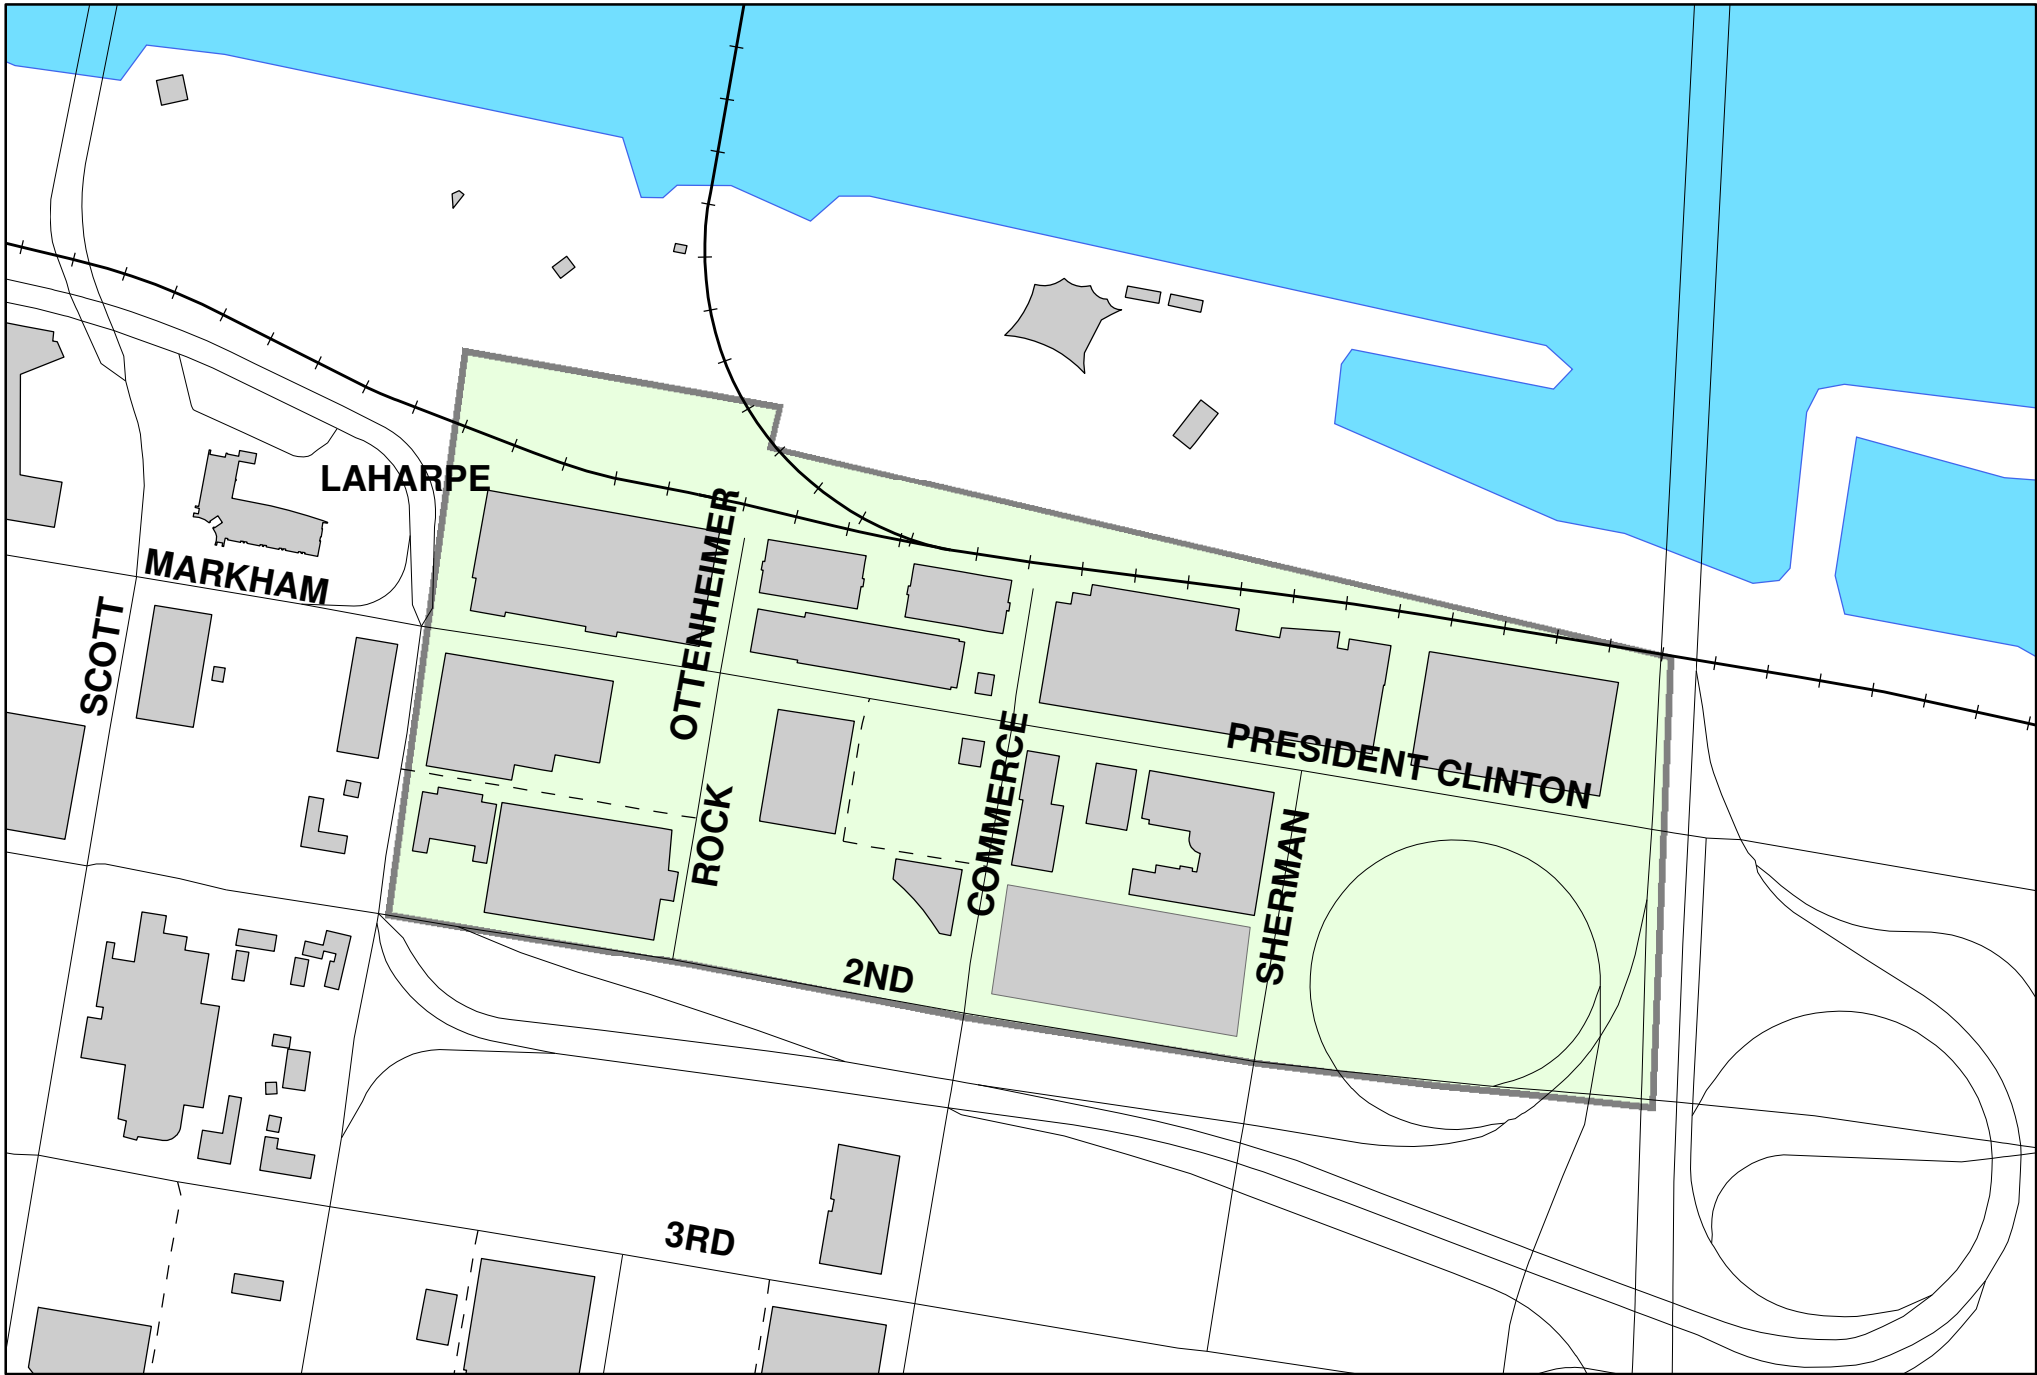 LAHARPE
OTTENHEIMER
MARKHAM
SCOTT
PRESIDENT CLINTON
COMMERCE
ROCK
SHERMAN
2ND
3RD